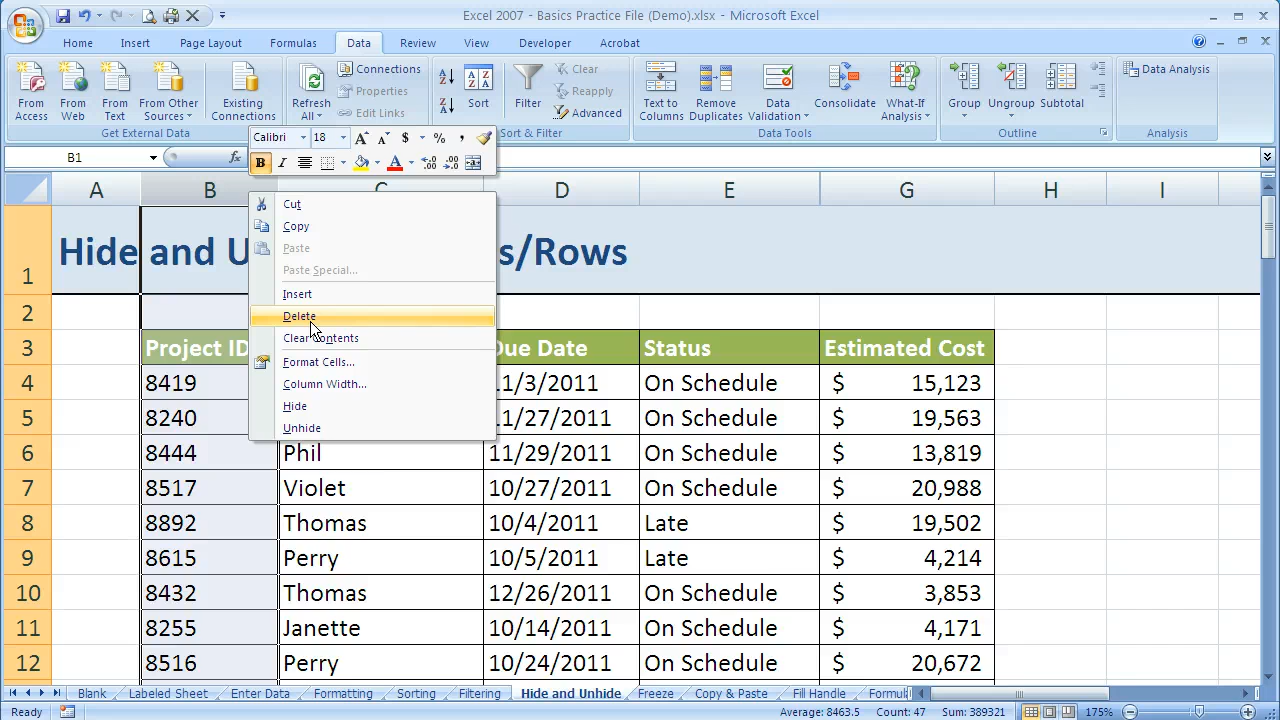 Excel 2007 - Basics Practice File (Demo).xlsx - Microsoft Excel
Home Insert Page Layout Formulas Data Review View Developer Acrobat
From Access
From Web
From Text
From Other Sources
Existing Connections
Get External Data
Refresh All
Connections
Properties
Edit Links
Sort
Filter
Clear
Reapply
Advanced
Sort & Filter
Text to Columns
Remove Duplicates
Data Validation
Consolidate
What-If Analysis
Data Tools
Group
Ungroup
Subtotal
Outline
Data Analysis
Analysis
Calibri 18 A A $ % ,
B I A .00 .00
B1 fx
A B C D E G H I
1 Hide and U s/Rows
2
3 Project ID Due Date Status Estimated Cost
4 8419 11/3/2011 On Schedule $ 15,123
5 8240 11/27/2011 On Schedule $ 19,563
6 8444 Phil 11/29/2011 On Schedule $ 13,819
7 8517 Violet 10/27/2011 On Schedule $ 20,988
8 8892 Thomas 10/4/2011 Late $ 19,502
9 8615 Perry 10/5/2011 Late $ 4,214
10 8432 Thomas 12/26/2011 On Schedule $ 3,853
11 8255 Janette 10/14/2011 On Schedule $ 4,171
12 8516 Perry 10/24/2011 On Schedule $ 20,672
Cut
Copy
Paste
Paste Special...
Insert
Delete
Clear Contents
Format Cells...
Column Width...
Hide
Unhide
Blank Labeled Sheet Enter Data Formatting Sorting Filtering Hide and Unhide Freeze Copy & Paste Fill Handle Formul
Ready Average: 8463.5 Count: 47 Sum: 389321 175%